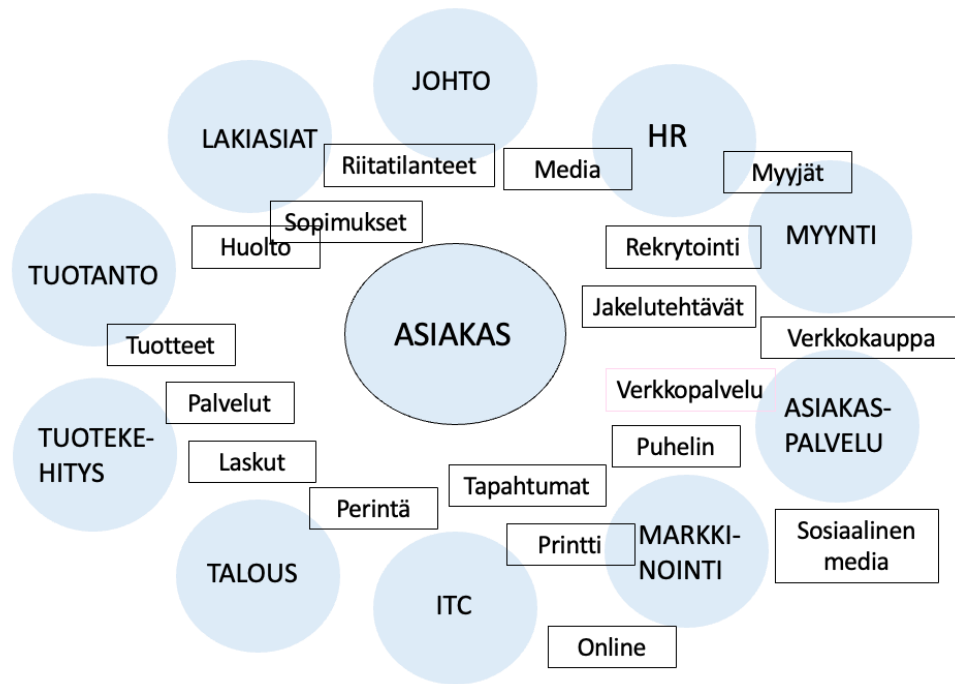 JOHTO
LAKIASIAT
HR
Riitatilanteet
Media
Myyjät
Sopimukset
Huolto
Rekrytointi
MYYNTI
TUOTANTO
Jakelutehtävät
ASIAKAS
Verkkokauppa
Tuotteet
Palvelut
Verkkopalvelu
ASIAKAS-
PALVELU
TUOTEKE-
HITYS
Laskut
Puhelin
Tapahtumat
Perintä
Printti
MARKKI-
NOINTI
Sosiaalinen
media
TALOUS
ITC
Online